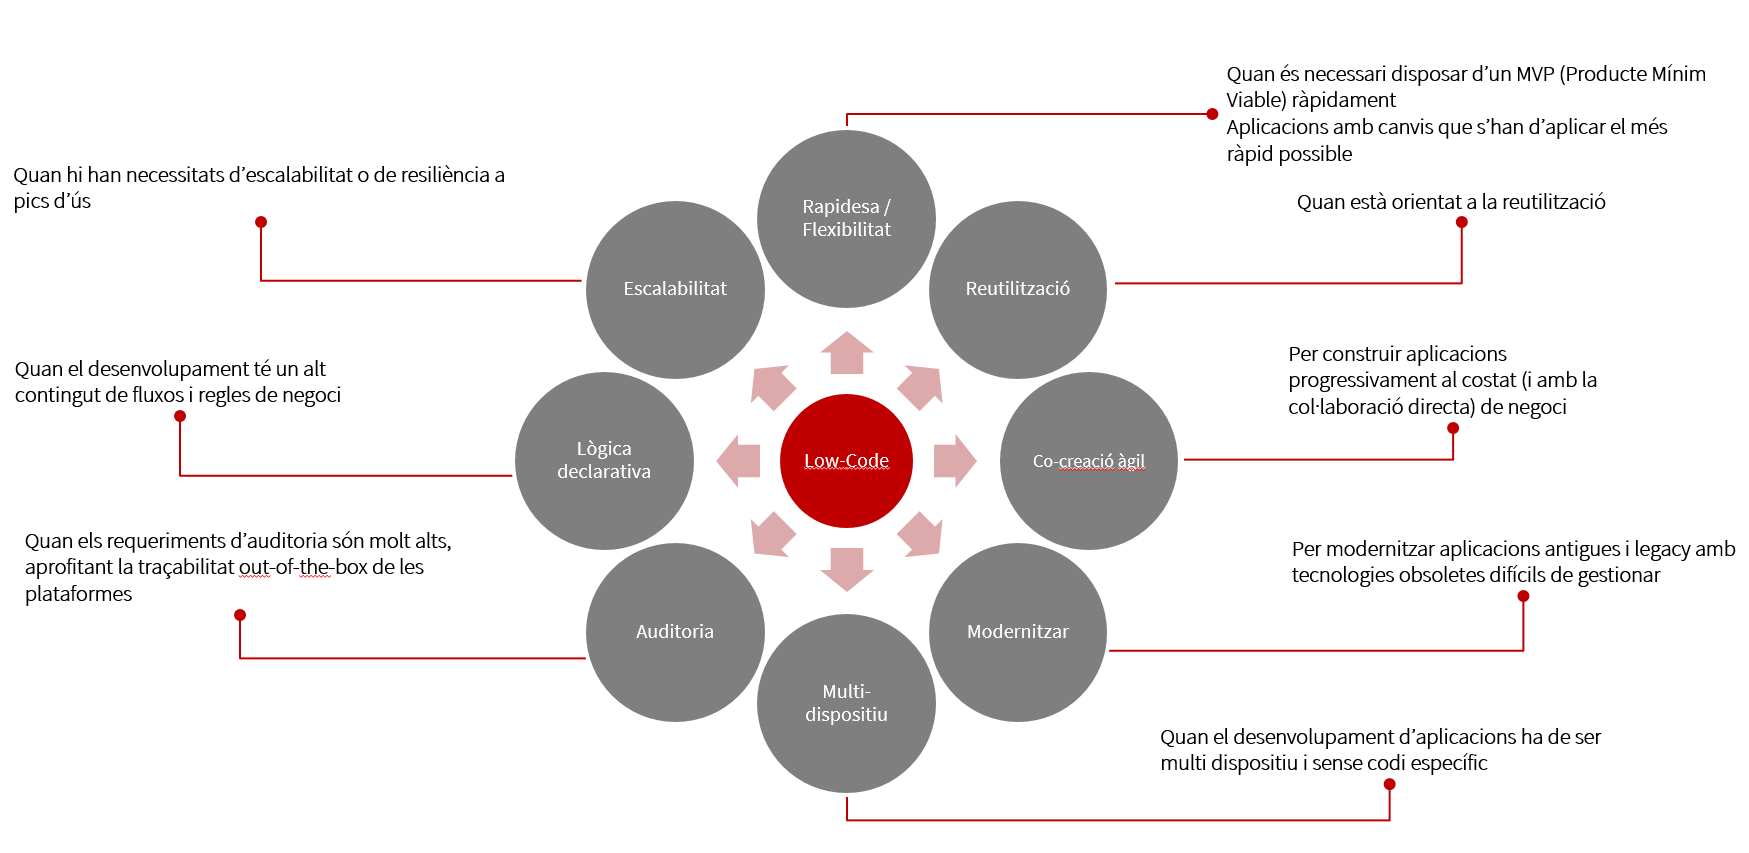 Quan és necessari disposar d’un MVP (Producte Mínim
Viable) ràpidament
Aplicacions amb canvis que s’han d’aplicar el més
ràpid possible
Quan hi han necessitats d’escalabilitat o de resiliència a
pics d’ús
Quan està orientat a la reutilització
Rapidesa /
Flexibilitat
Escalabilitat
Reutilització
Quan el desenvolupament té un alt
contingut de fluxos i regles de negoci
Per construir aplicacions
progressivament al costat (i amb la
col·laboració directa) de negoci
Lògica
declarativa
Low-Code
Co-creació àgil
Quan els requeriments d’auditoria són molt alts,
aprofitant la traçabilitat out-of-the-box de les
plataformes
Per modernitzar aplicacions antigues i legacy amb
tecnologies obsoletes difícils de gestionar
Auditoria
Modernitzar
Multi-
dispositiu
Quan el desenvolupament d’aplicacions ha de ser
multi dispositiu i sense codi específic